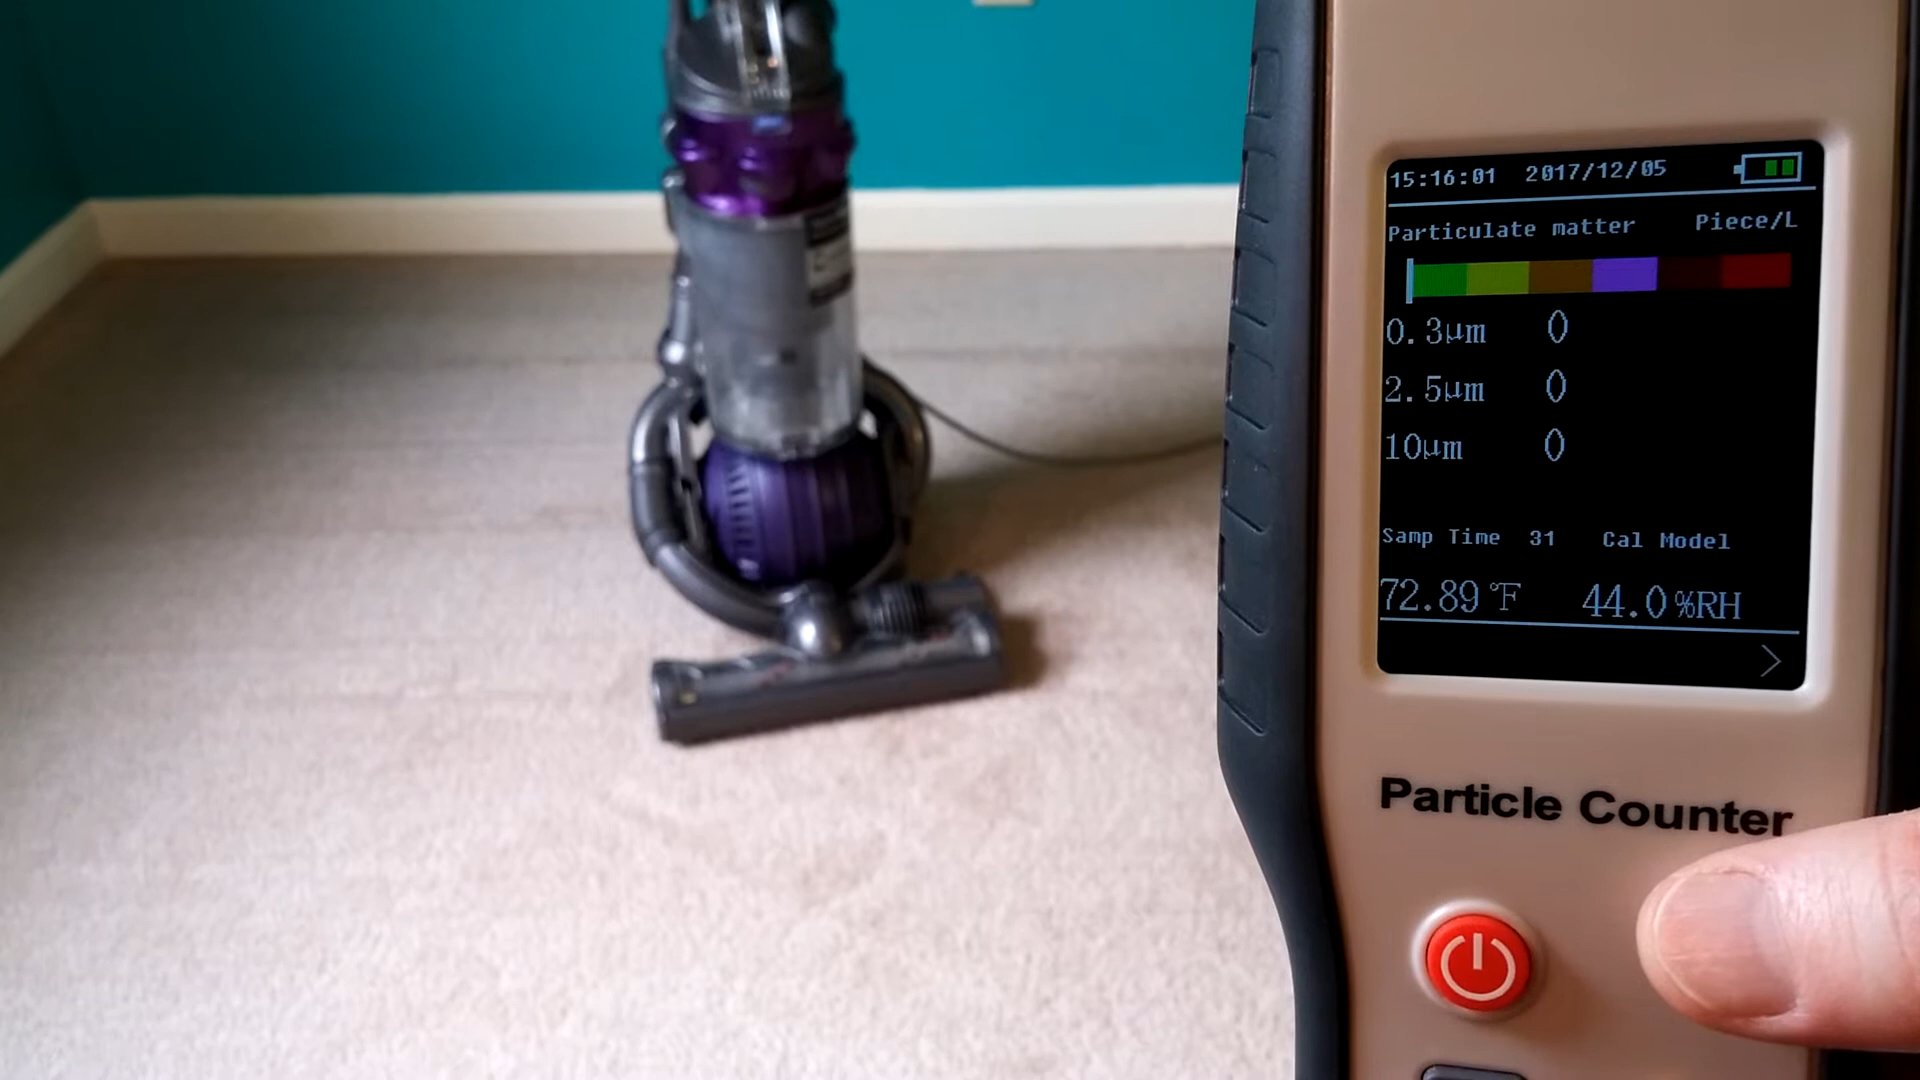 15:16:01 2017/12/05
Particulate matter Piece/L
0.3μm 0
2.5μm 0
10μm 0
Samp Time 31 Cal Model
72.89 ℉ 44.0 %RH
>
Particle Counter